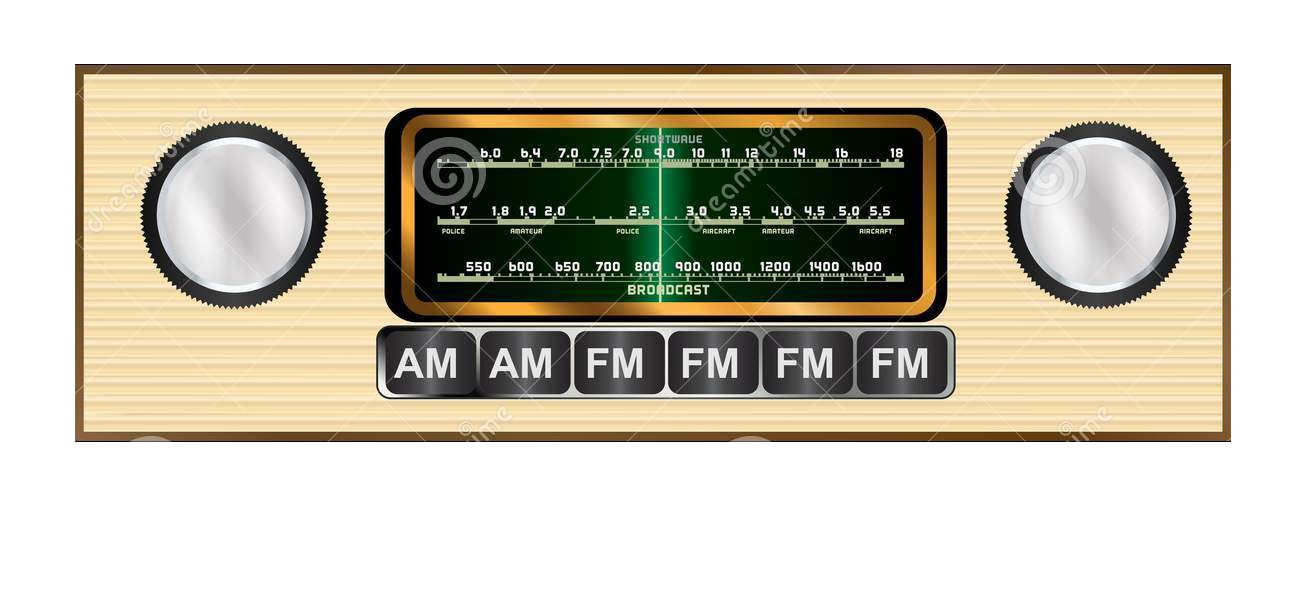 SHORTWAVE
6.0 6.4 7.0 7.5 7.0 9.0 10 11 12 14 16 18
1.7 1.8 1.9 2.0 2.5 3.0 3.5 4.0 4.5 5.0 5.5
POLICE AMATEUR POLICE AIRCRAFT AMATEUR AIRCRAFT
550 600 650 700 800 900 1000 1200 1400 1600
BROADCAST
AM AM FM FM FM FM
dreamstime
dreamstime
dreamstime